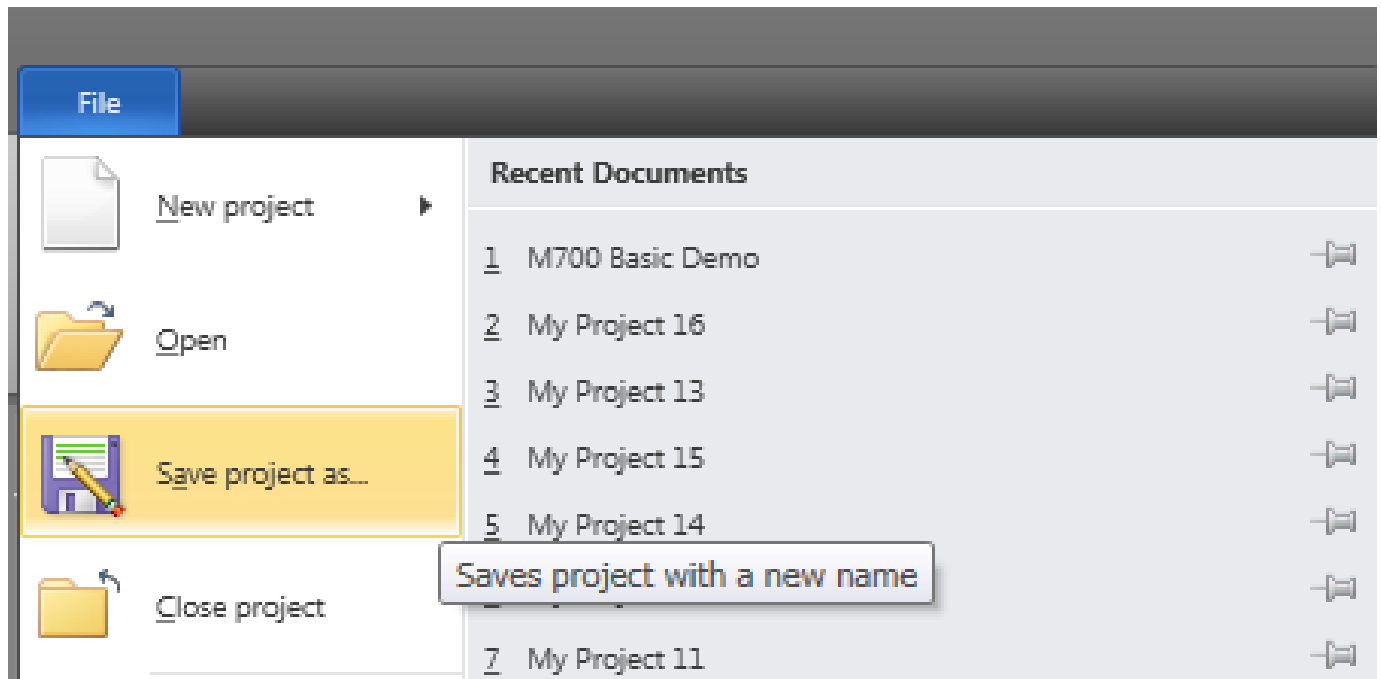 File
New project
Open
Save project as...
Close project
Recent Documents
1 M700 Basic Demo
2 My Project 16
3 My Project 13
4 My Project 15
5 My Project 14
Saves project with a new name
7 My Project 11